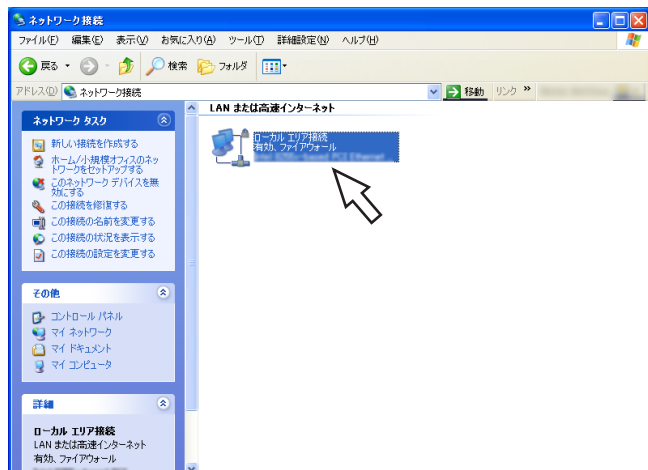 ネットワーク接続
ファイル(F) 編集(E) 表示(V) お気に入り(A) ツール(T) 詳細設定(N) ヘルプ(H)
戻る 検索 フォルダ
アドレス(D) ネットワーク接続 移動 リンク »
ネットワーク タスク
新しい接続を作成する
ホーム/小規模オフィスのネッ
トワークをセットアップする
このネットワーク デバイスを無
効にする
この接続を修復する
この接続の名前を変更する
この接続の状況を表示する
この接続の設定を変更する
その他
コントロール パネル
マイ ネットワーク
マイ ドキュメント
マイ コンピュータ
詳細
ローカル エリア接続
LAN または高速インターネット
有効、ファイアウォール
LAN または高速インターネット
ローカル エリア接続
有効、ファイアウォール